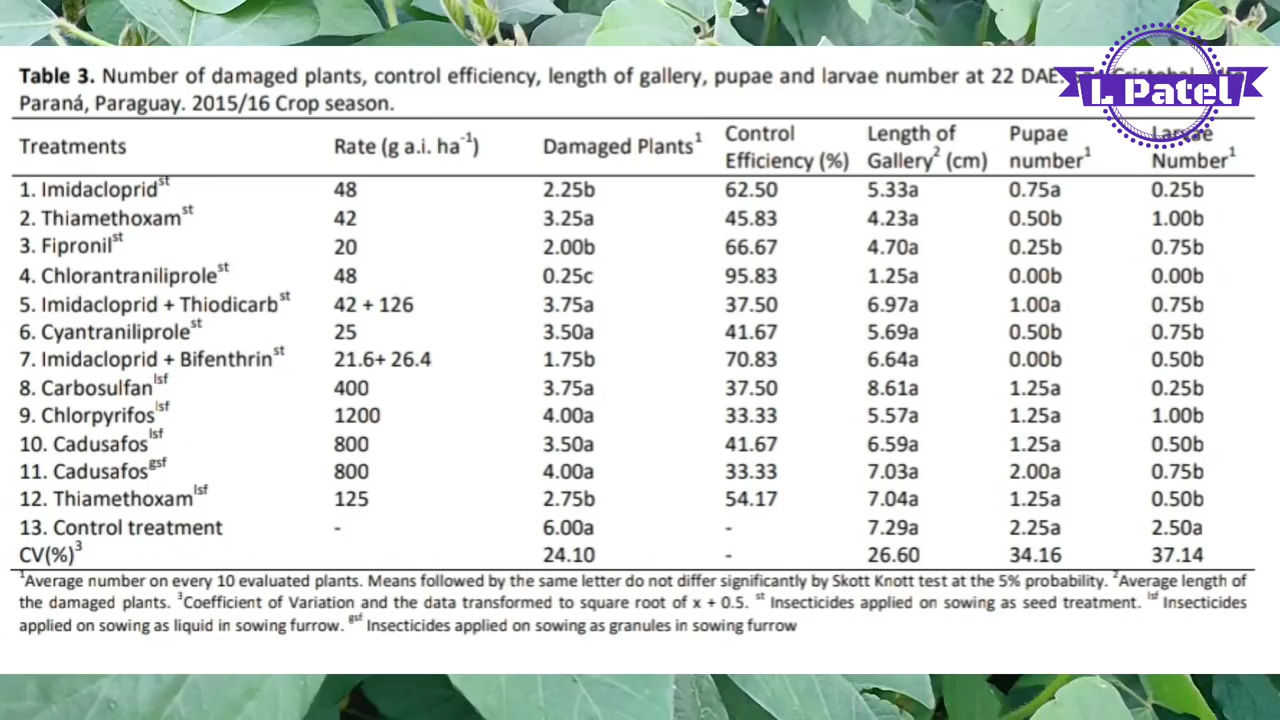 L Patel
Table 3. Number of damaged plants, control efficiency, length of gallery, pupae and larvae number at 22 DAE.
Paraná, Paraguay. 2015/16 Crop season.
Treatments Rate (g a.i. ha-1) Damaged Plants1 Control Efficiency (%) Length of Gallery2 (cm) Pupae number1 Larvae Number1
1. Imidaclopridst 48 2.25b 62.50 5.33a 0.75a 0.25b
2. Thiamethoxamst 42 3.25a 45.83 4.23a 0.50b 1.00b
3. Fipronilst 20 2.00b 66.67 4.70a 0.25b 0.75b
4. Chlorantraniliprolest 48 0.25c 95.83 1.25a 0.00b 0.00b
5. Imidacloprid + Thiodicarbst 42 + 126 3.75a 37.50 6.97a 1.00a 0.75b
6. Cyantraniliprolest 25 3.50a 41.67 5.69a 0.50b 0.75b
7. Imidacloprid + Bifenthrinst 21.6+ 26.4 1.75b 70.83 6.64a 0.00b 0.50b
8. Carbosulfanlsf 400 3.75a 37.50 8.61a 1.25a 0.25b
9. Chlorpyrifoslsf 1200 4.00a 33.33 5.57a 1.25a 1.00b
10. Cadusafoslsf 800 3.50a 41.67 6.59a 1.25a 0.50b
11. Cadusafosgsf 800 4.00a 33.33 7.03a 2.00a 0.75b
12. Thiamethoxamlsf 125 2.75b 54.17 7.04a 1.25a 0.50b
13. Control treatment - 6.00a - 7.29a 2.25a 2.50a
CV(%)3 24.10 - 26.60 34.16 37.14
1Average number on every 10 evaluated plants. Means followed by the same letter do not differ significantly by Skott Knott test at the 5% probability. 2Average length of
the damaged plants. 3Coefficient of Variation and the data transformed to square root of x + 0.5. st Insecticides applied on sowing as seed treatment. lsf Insecticides
applied on sowing as liquid in sowing furrow. gsf Insecticides applied on sowing as granules in sowing furrow